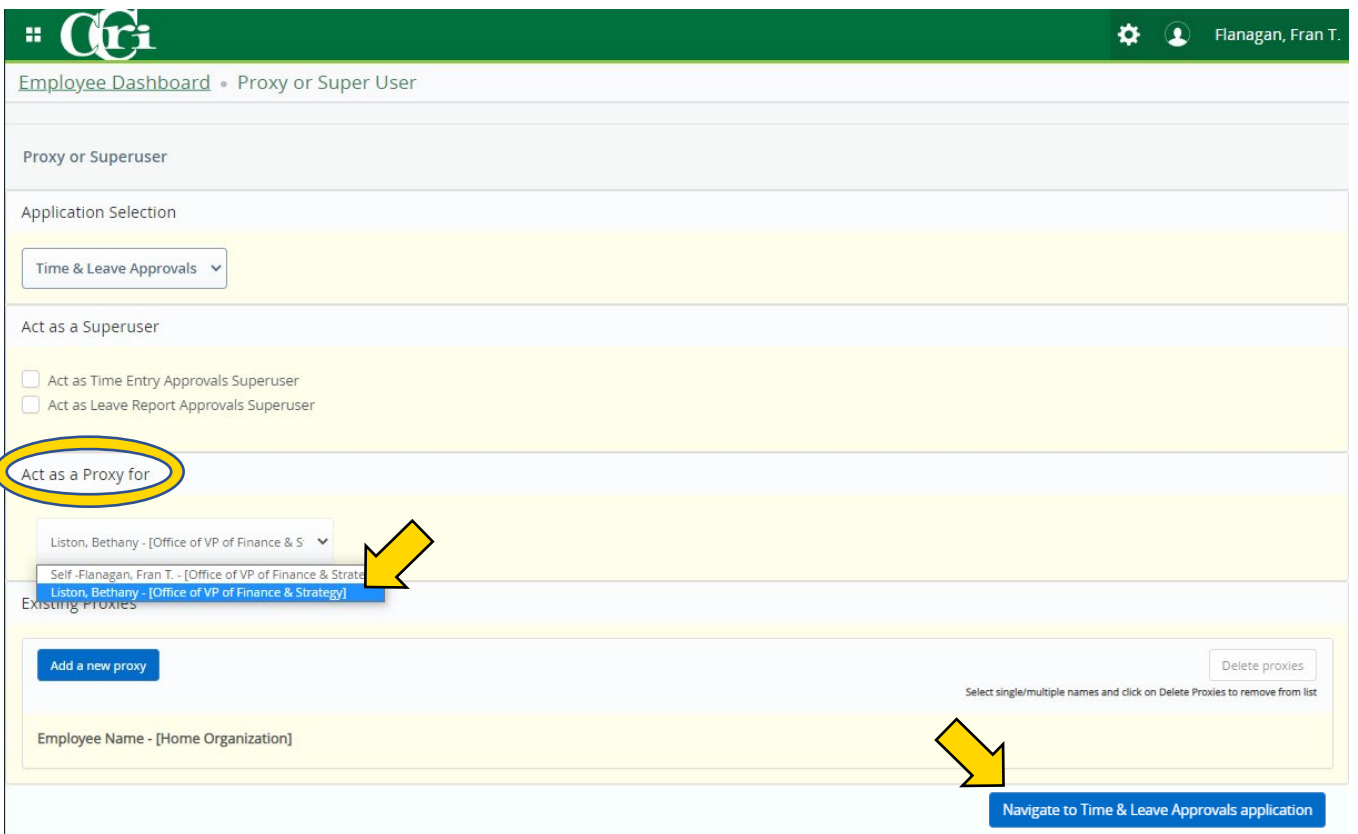 CCRi
Flanagan, Fran T.
Employee Dashboard • Proxy or Super User
Proxy or Superuser
Application Selection
Time & Leave Approvals
Act as a Superuser
Act as Time Entry Approvals Superuser
Act as Leave Report Approvals Superuser
Act as a Proxy for
Liston, Bethany - [Office of VP of Finance & S
Self -Flanagan, Fran T. - [Office of VP of Finance & Strate
Liston, Bethany - [Office of VP of Finance & Strategy]
Existing Proxies
Add a new proxy
Delete proxies
Select single/multiple names and click on Delete Proxies to remove from list
Employee Name - [Home Organization]
Navigate to Time & Leave Approvals application